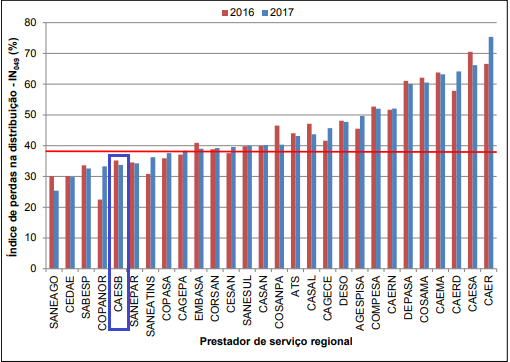 2016 2017
Índice de perdas na distribuição - IN049 (%)
80
70
60
50
40
30
20
10
0
SANEAGO
CEDAE
SABESP
COPANOR
CAESB
SANEPAR
SANEATINS
COPASA
CAGEPA
EMBASA
CORSAN
CESAN
SANESUL
CASAN
COSANPA
ATS
CASAL
CAGECE
DESO
AGESPISA
COMPESA
CAERN
DEPASA
COSAMA
CAEMA
CAERD
CAESA
CAER
Prestador de serviço regional